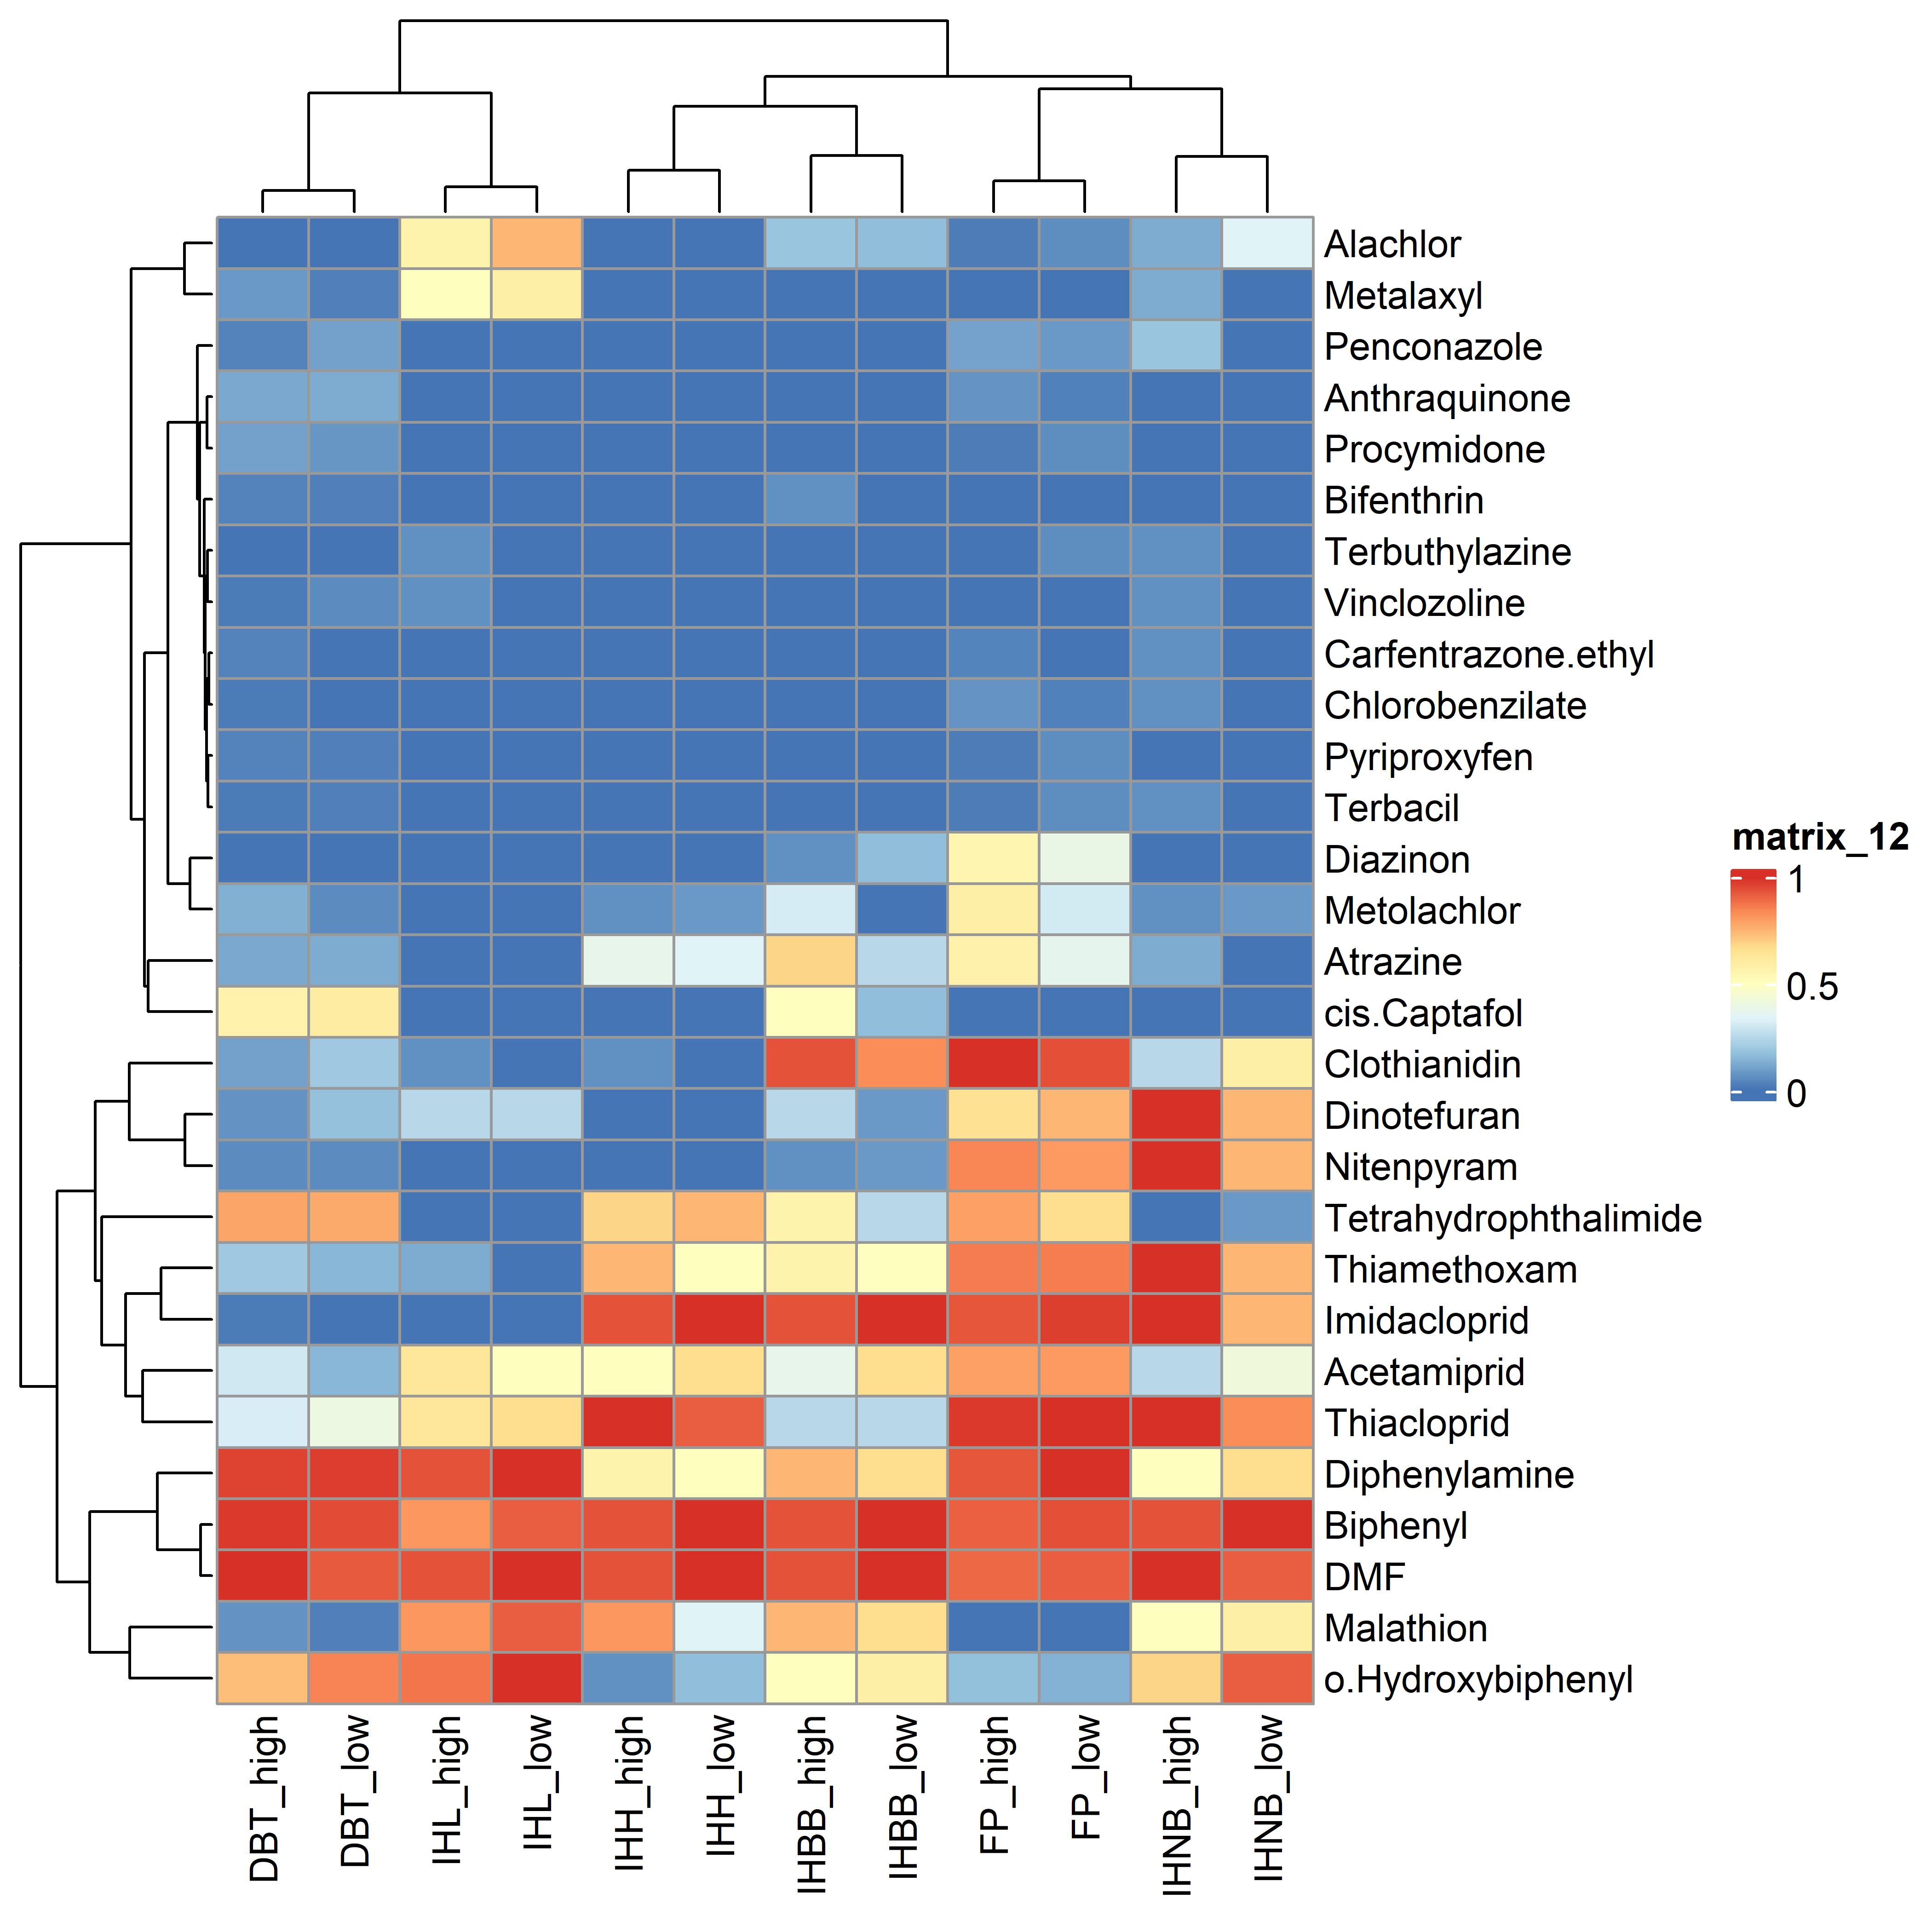 Alachlor
Metalaxyl
Penconazole
Anthraquinone
Procymidone
Bifenthrin
Terbuthylazine
Vinclozoline
Carfentrazone.ethyl
Chlorobenzilate
Pyriproxyfen
Terbacil
Diazinon
Metolachlor
Atrazine
cis.Captafol
Clothianidin
Dinotefuran
Nitenpyram
Tetrahydrophthalimide
Thiamethoxam
Imidacloprid
Acetamiprid
Thiacloprid
Diphenylamine
Biphenyl
DMF
Malathion
o.Hydroxybiphenyl
matrix_12
1
0.5
0
DBT_high
DBT_low
IHL_high
IHL_low
IHH_high
IHH_low
IHBB_high
IHBB_low
FP_high
FP_low
IHNB_high
IHNB_low